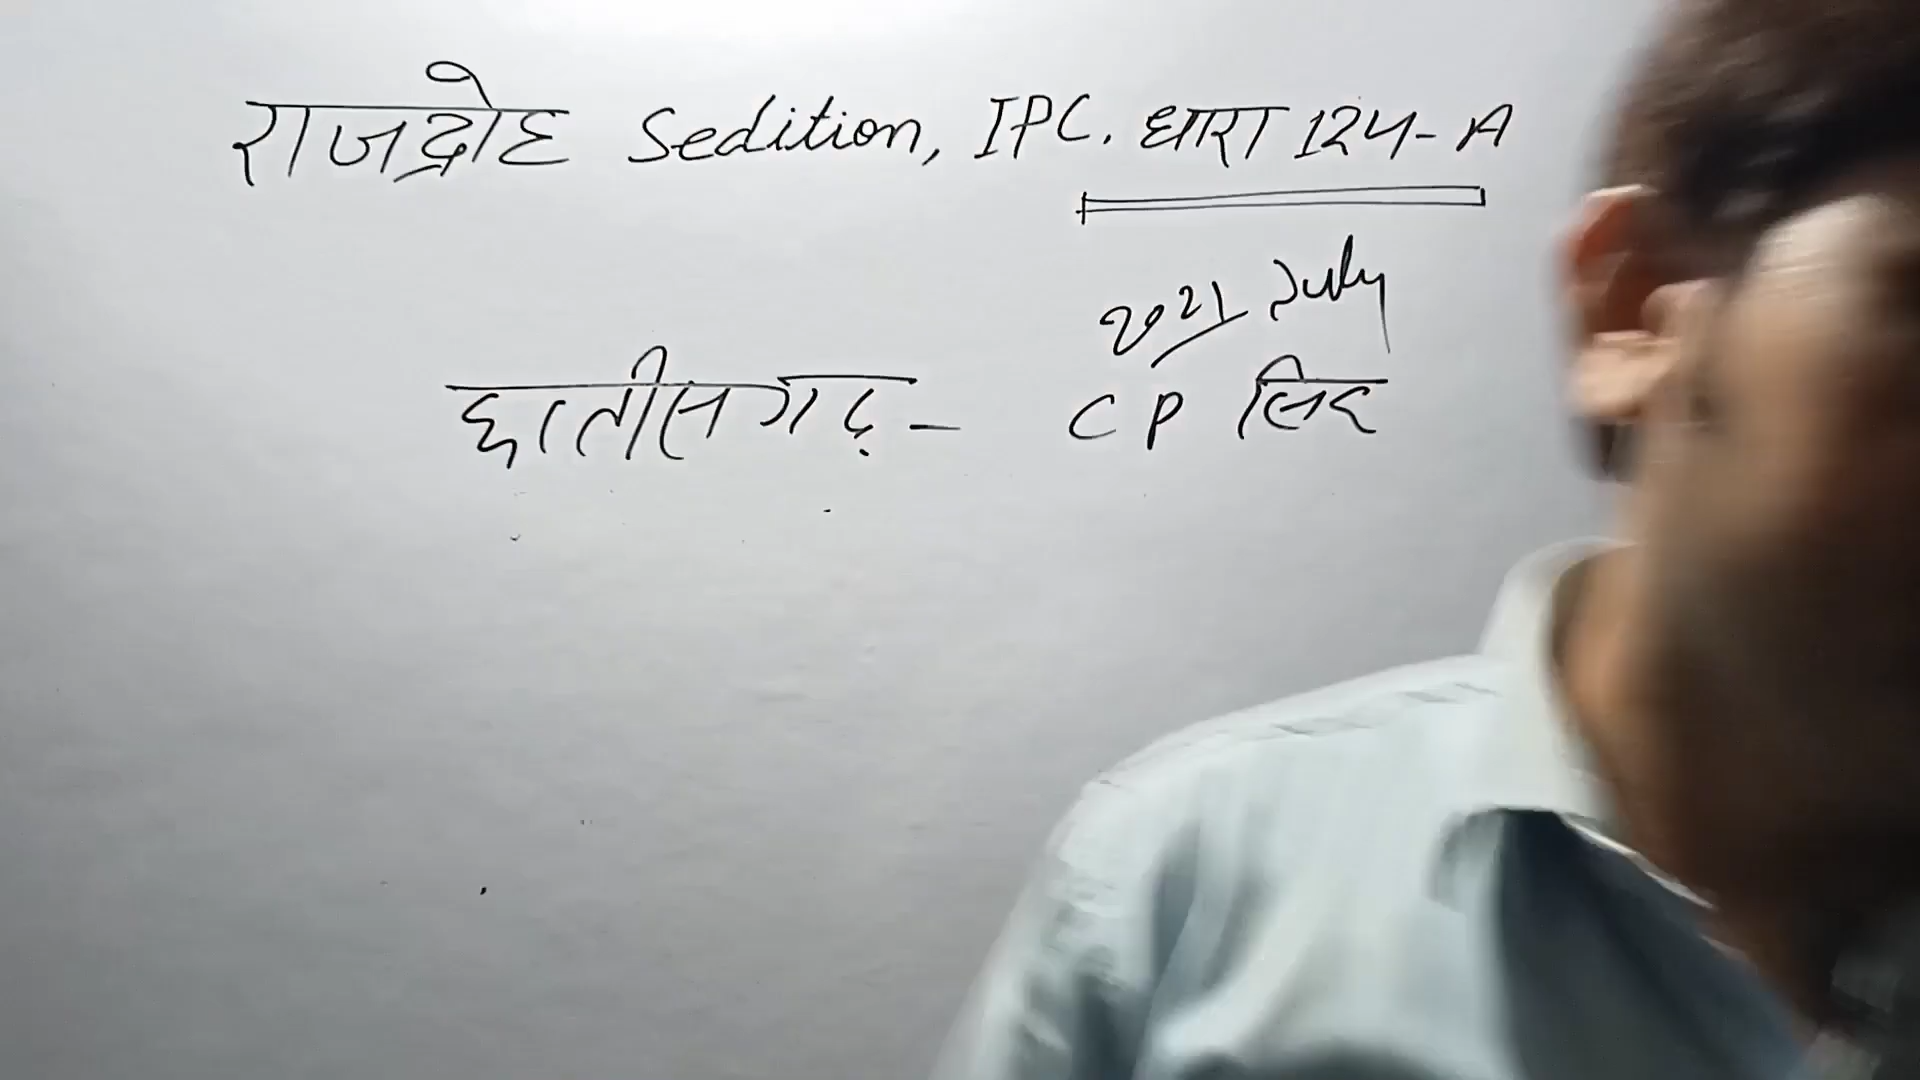 राजद्रोह Sedition, IPC. धारा 124-A
2021 July
छत्तीसगढ़ - CP सिंह